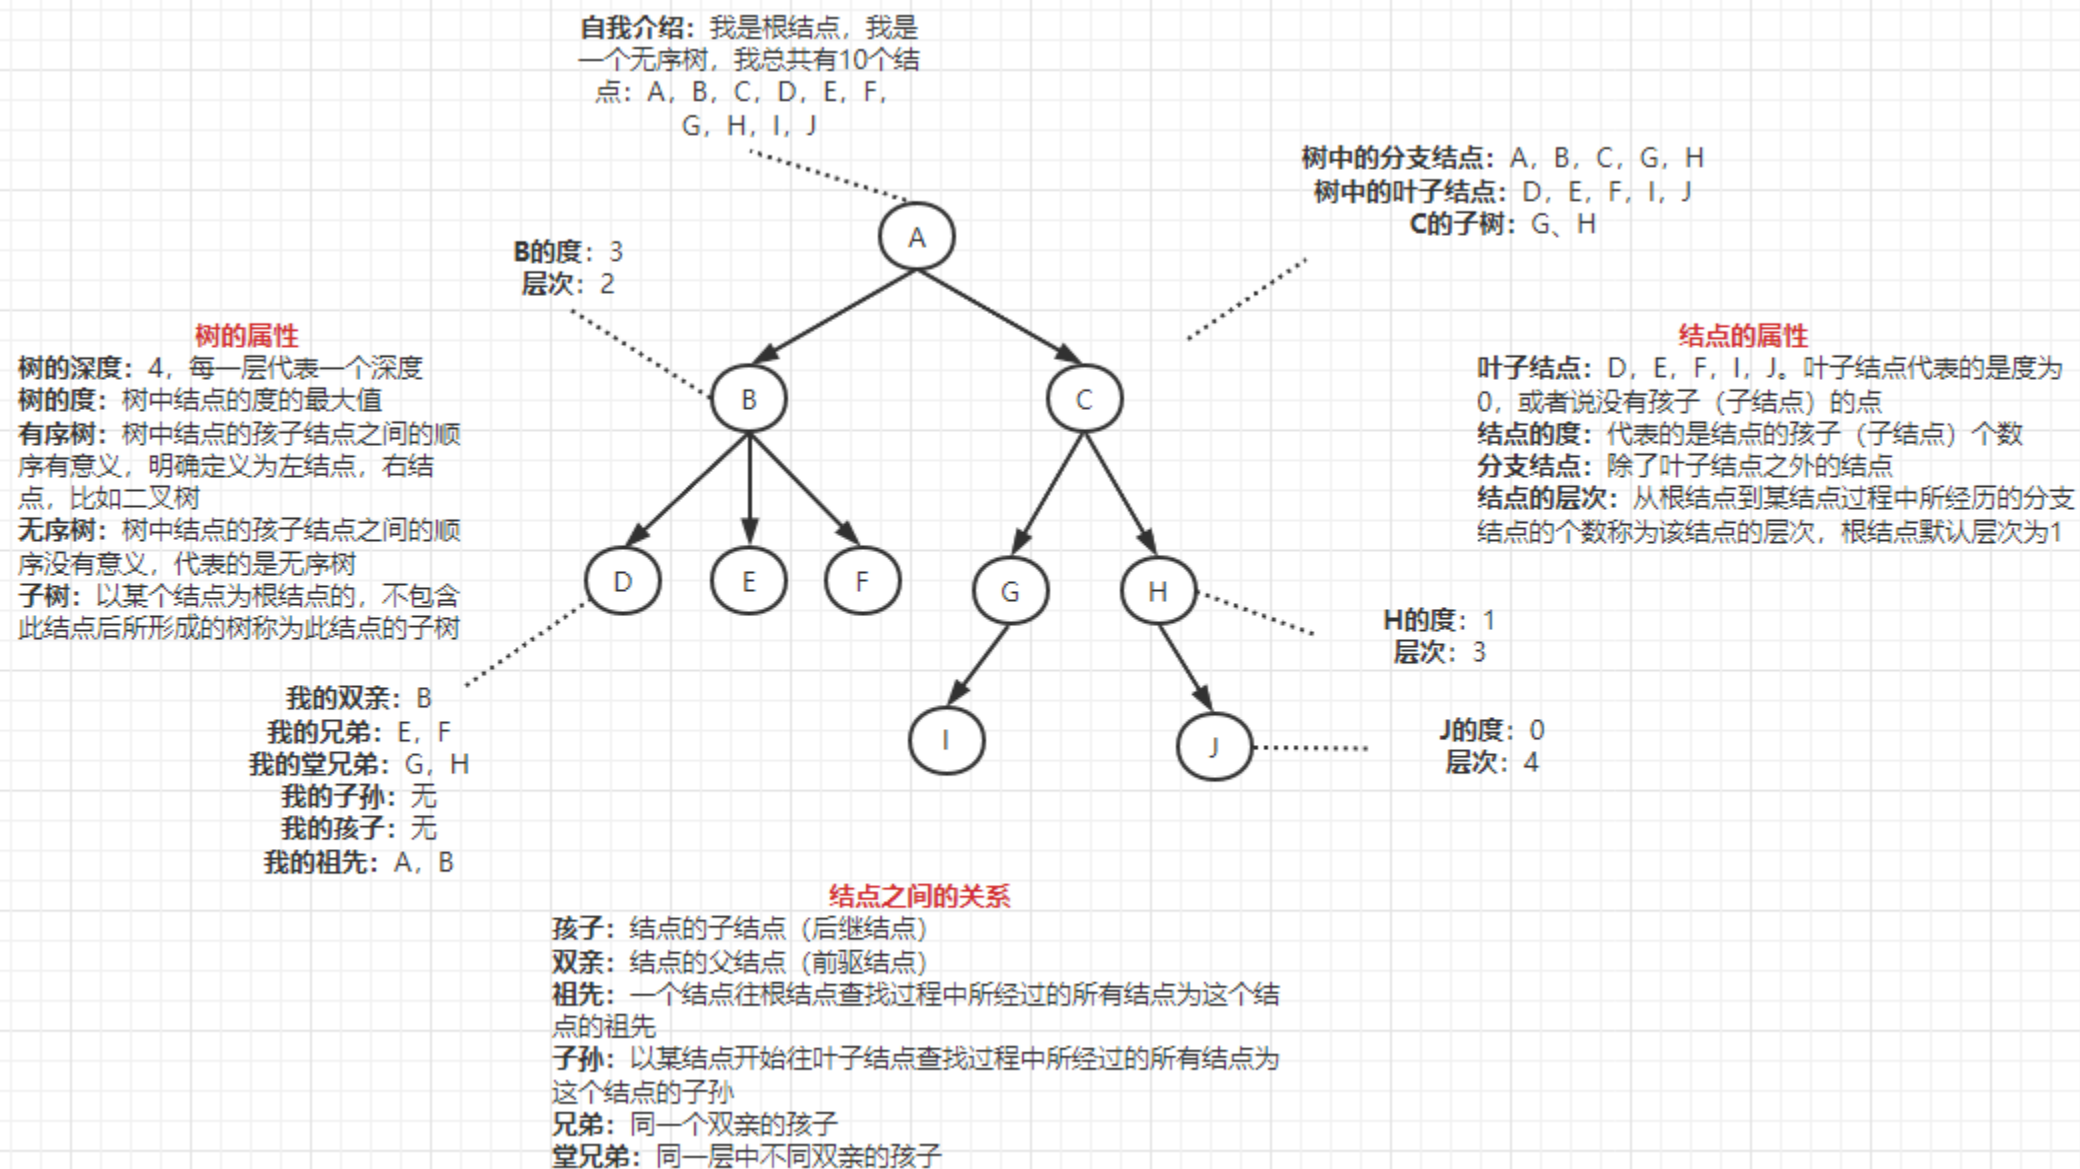 自我介绍：我是根结点，我是
一个无序树，我总共有10个结
点：A，B，C，D，E，F，
G，H，I，J
树中的分支结点：A，B，C，G，H
树中的叶子结点：D，E，F，I，J
C的子树：G、H
A
B的度：3
层次：2
B
C
树的属性
树的深度：4，每一层代表一个深度
树的度：树中结点的度的最大值
有序树：树中结点的孩子结点之间的顺
序有意义，明确定义为左结点，右结
点，比如二叉树
无序树：树中结点的孩子结点之间的顺
序没有意义，代表的是无序树
子树：以某个结点为根结点的，不包含
此结点后所形成的树称为此结点的子树
结点的属性
叶子结点：D，E，F，I，J。叶子结点代表的是度为
0，或者说没有孩子（子结点）的点
结点的度：代表的是结点的孩子（子结点）个数
分支结点：除了叶子结点之外的结点
结点的层次：从根结点到某结点过程中所经历的分支
结点的个数称为该结点的层次，根结点默认层次为1
D
E
F
G
H
H的度：1
层次：3
I
J
J的度：0
层次：4
我的双亲：B
我的兄弟：E，F
我的堂兄弟：G，H
我的子孙：无
我的孩子：无
我的祖先：A，B
结点之间的关系
孩子：结点的子结点（后继结点）
双亲：结点的父结点（前驱结点）
祖先：一个结点往根结点查找过程中所经过的所有结点为这个结
点的祖先
子孙：以某结点开始往叶子结点查找过程中所经过的所有结点为
这个结点的子孙
兄弟：同一个双亲的孩子
堂兄弟：同一层中不同双亲的孩子